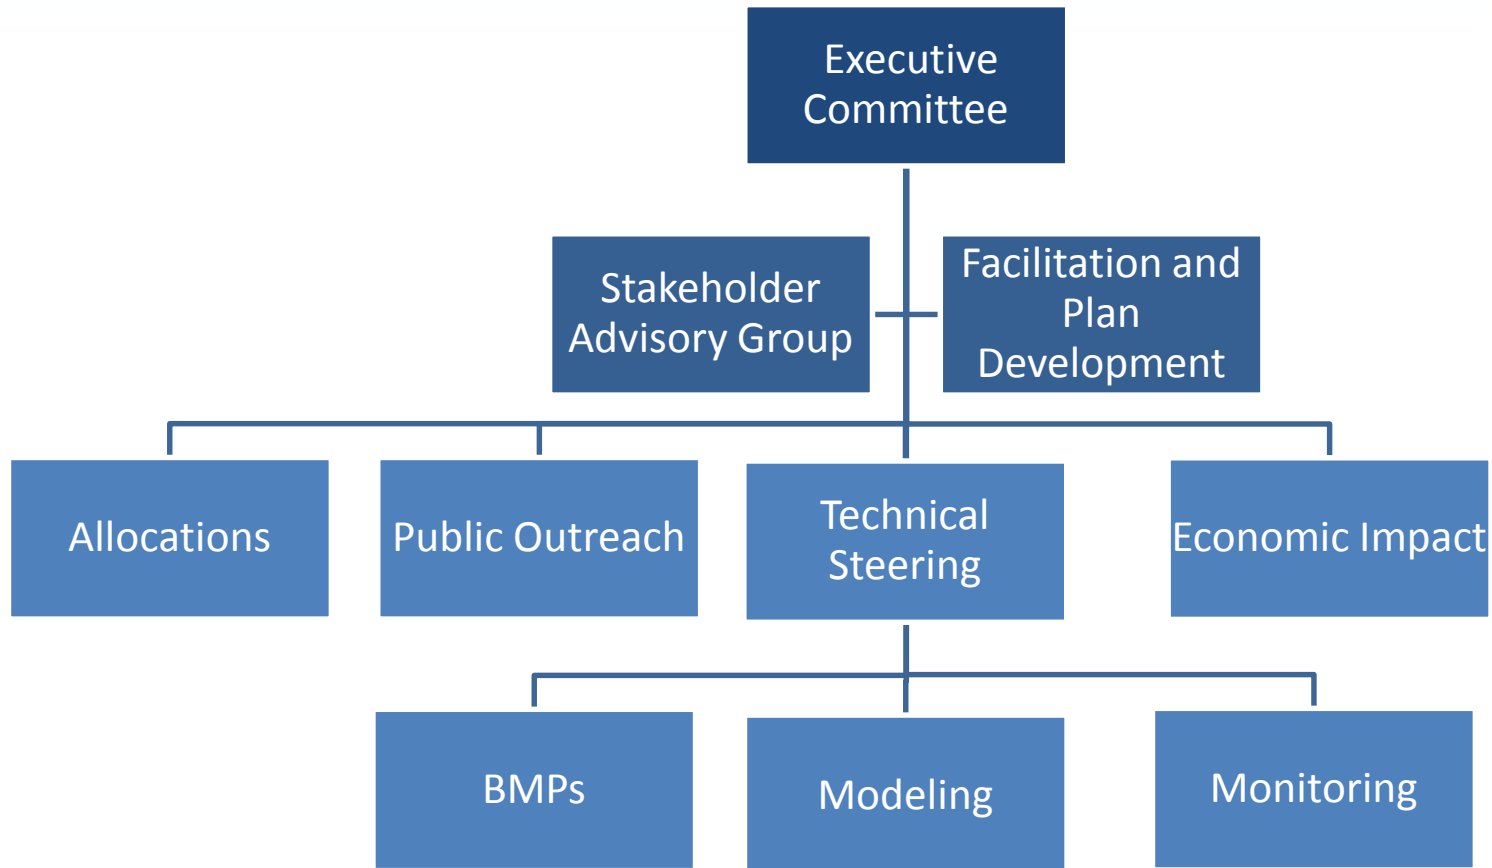 Executive
Committee
Stakeholder
Advisory Group
Facilitation and
Plan
Development
Allocations
Public Outreach
Technical
Steering
Economic Impact
BMPs
Modeling
Monitoring